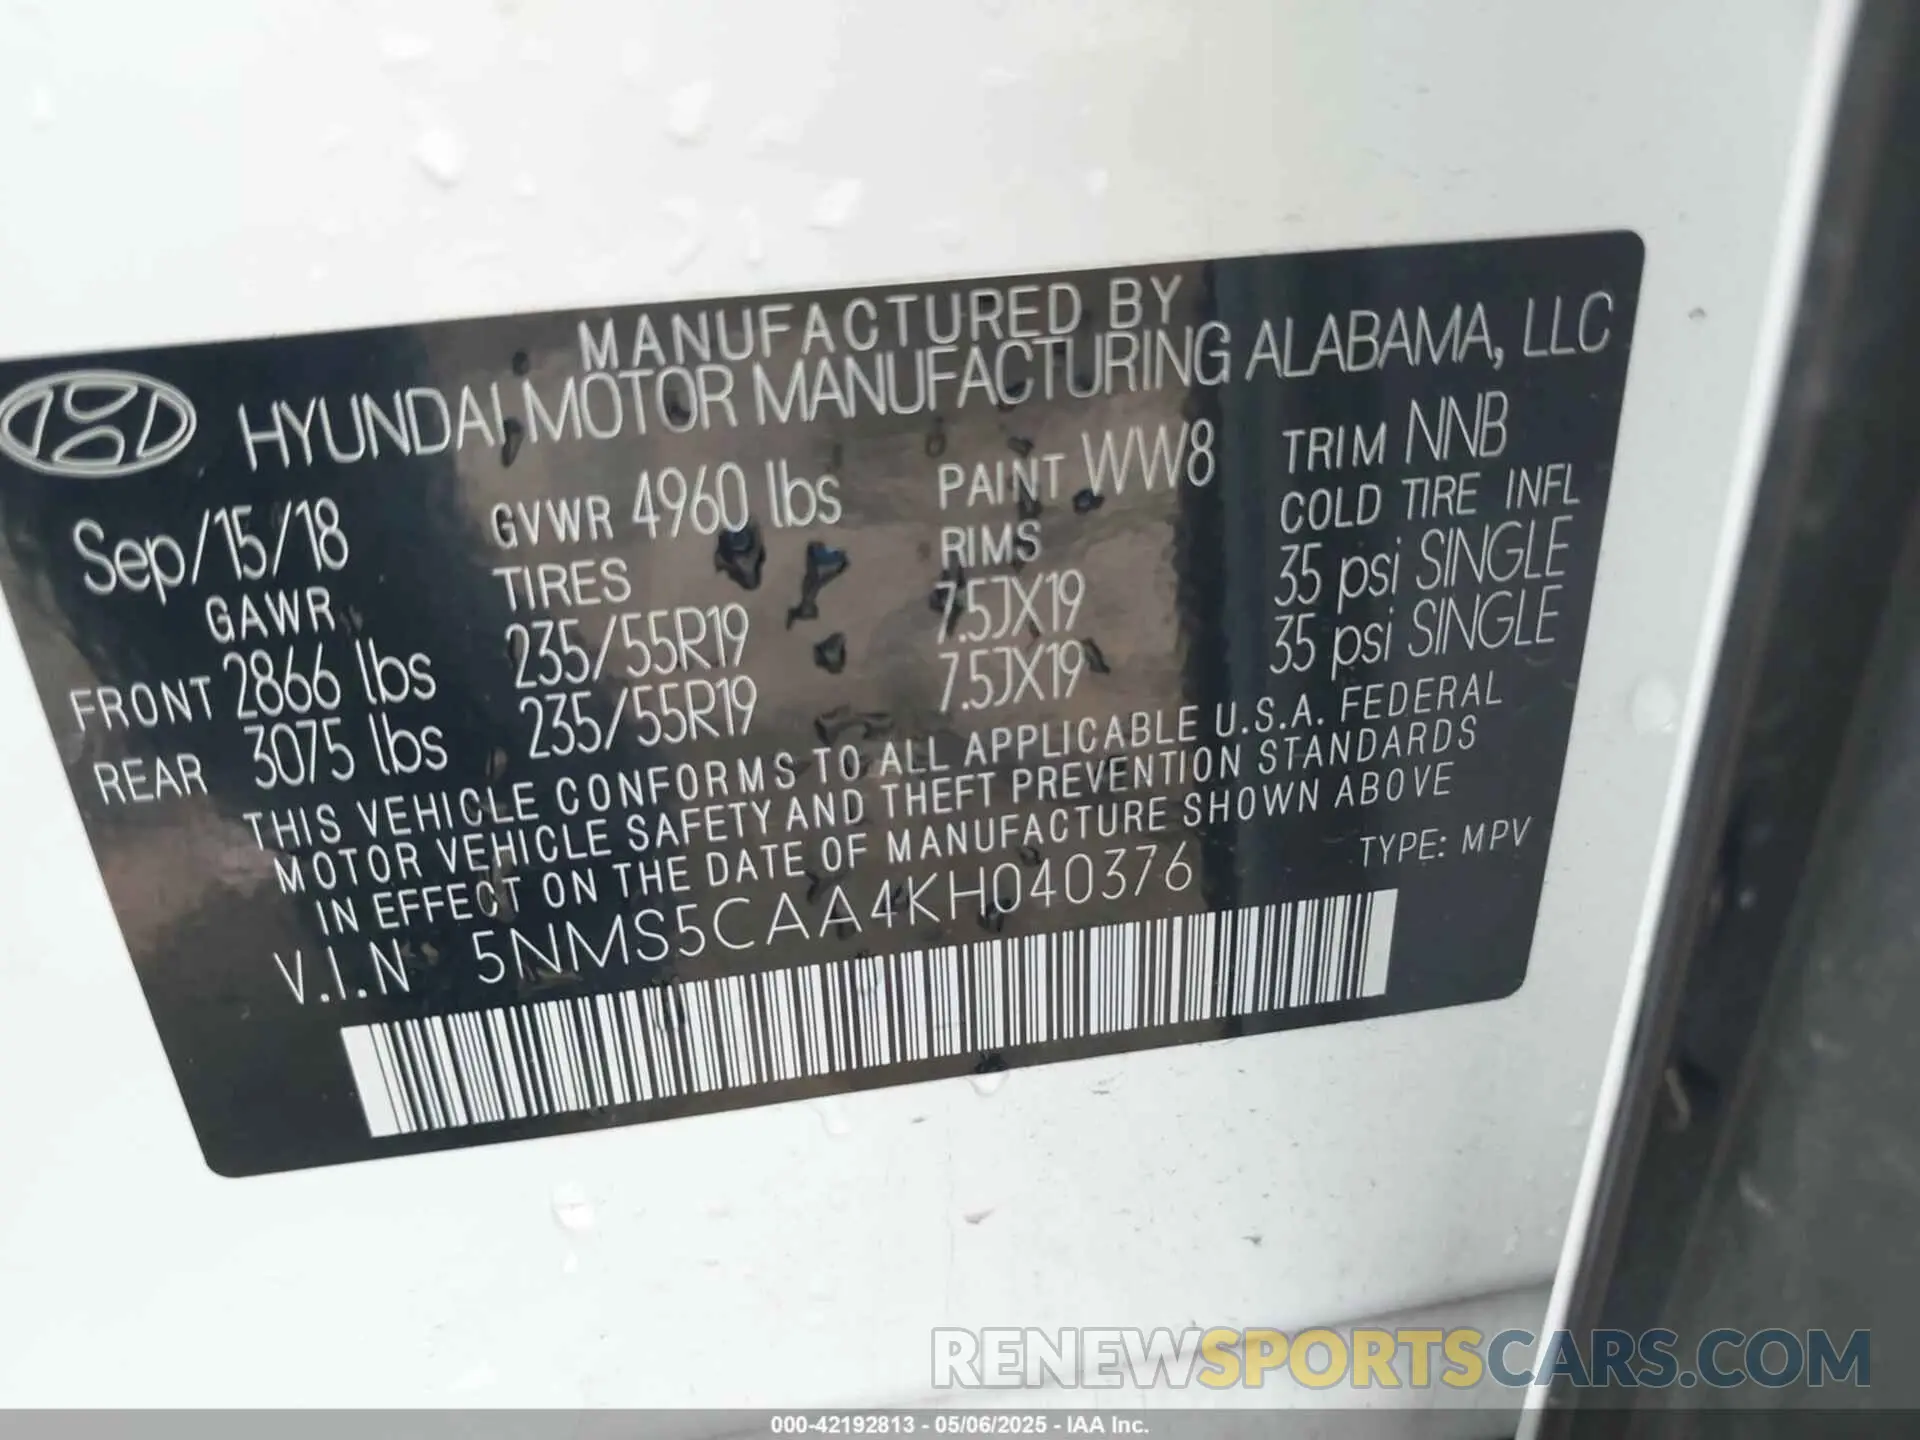 MANUFACTURED BY
HYUNDAI MOTOR MANUFACTURING ALABAMA, LLC
Sep/15/18 GVWR 4960 lbs PAINT WW8 TRIM NNB
GAWR TIRES RIMS COLD TIRE INFL
FRONT 2866 lbs 235/55R19 7.5JX19 35 psi SINGLE
REAR 3075 lbs 235/55R19 7.5JX19 35 psi SINGLE
THIS VEHICLE CONFORMS TO ALL APPLICABLE U.S.A. FEDERAL
MOTOR VEHICLE SAFETY AND THEFT PREVENTION STANDARDS
IN EFFECT ON THE DATE OF MANUFACTURE SHOWN ABOVE
V.I.N 5NMS5CAA4KH040376 TYPE: MPV
RENEWSPORTSCARS.COM
000-42192813 - 05/06/2025 - IAA Inc.